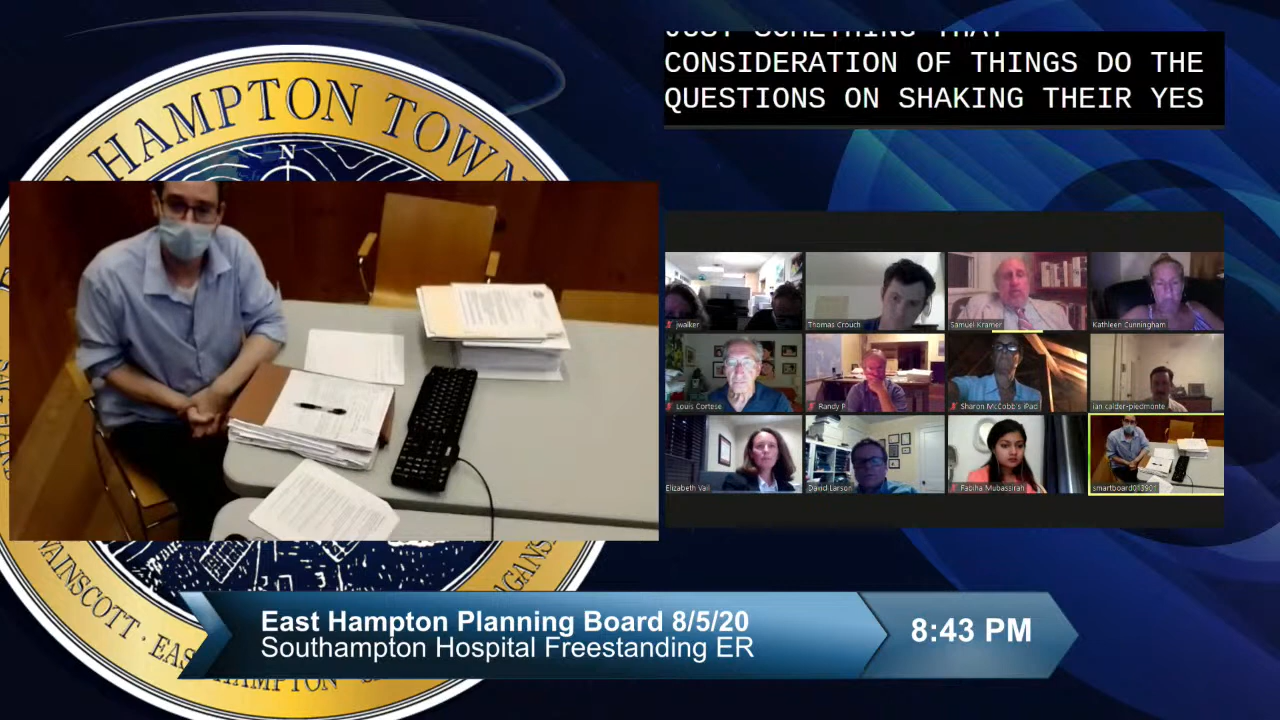 CONSIDERATION OF THINGS DO THE
QUESTIONS ON SHAKING THEIR YES
HAMPTON TOWN
N
WAINSCOTT
jwalker
Thomas Crouch
Samuel Kramer
Kathleen Cunningham
Louis Cortese
Randy P
Sharon McCobb's iPad
ian calder-piedmonte
Elizabeth Vail
David Larson
Fabiha Mubassirah
East Hampton Planning Board 8/5/20
Southampton Hospital Freestanding ER
8:43 PM